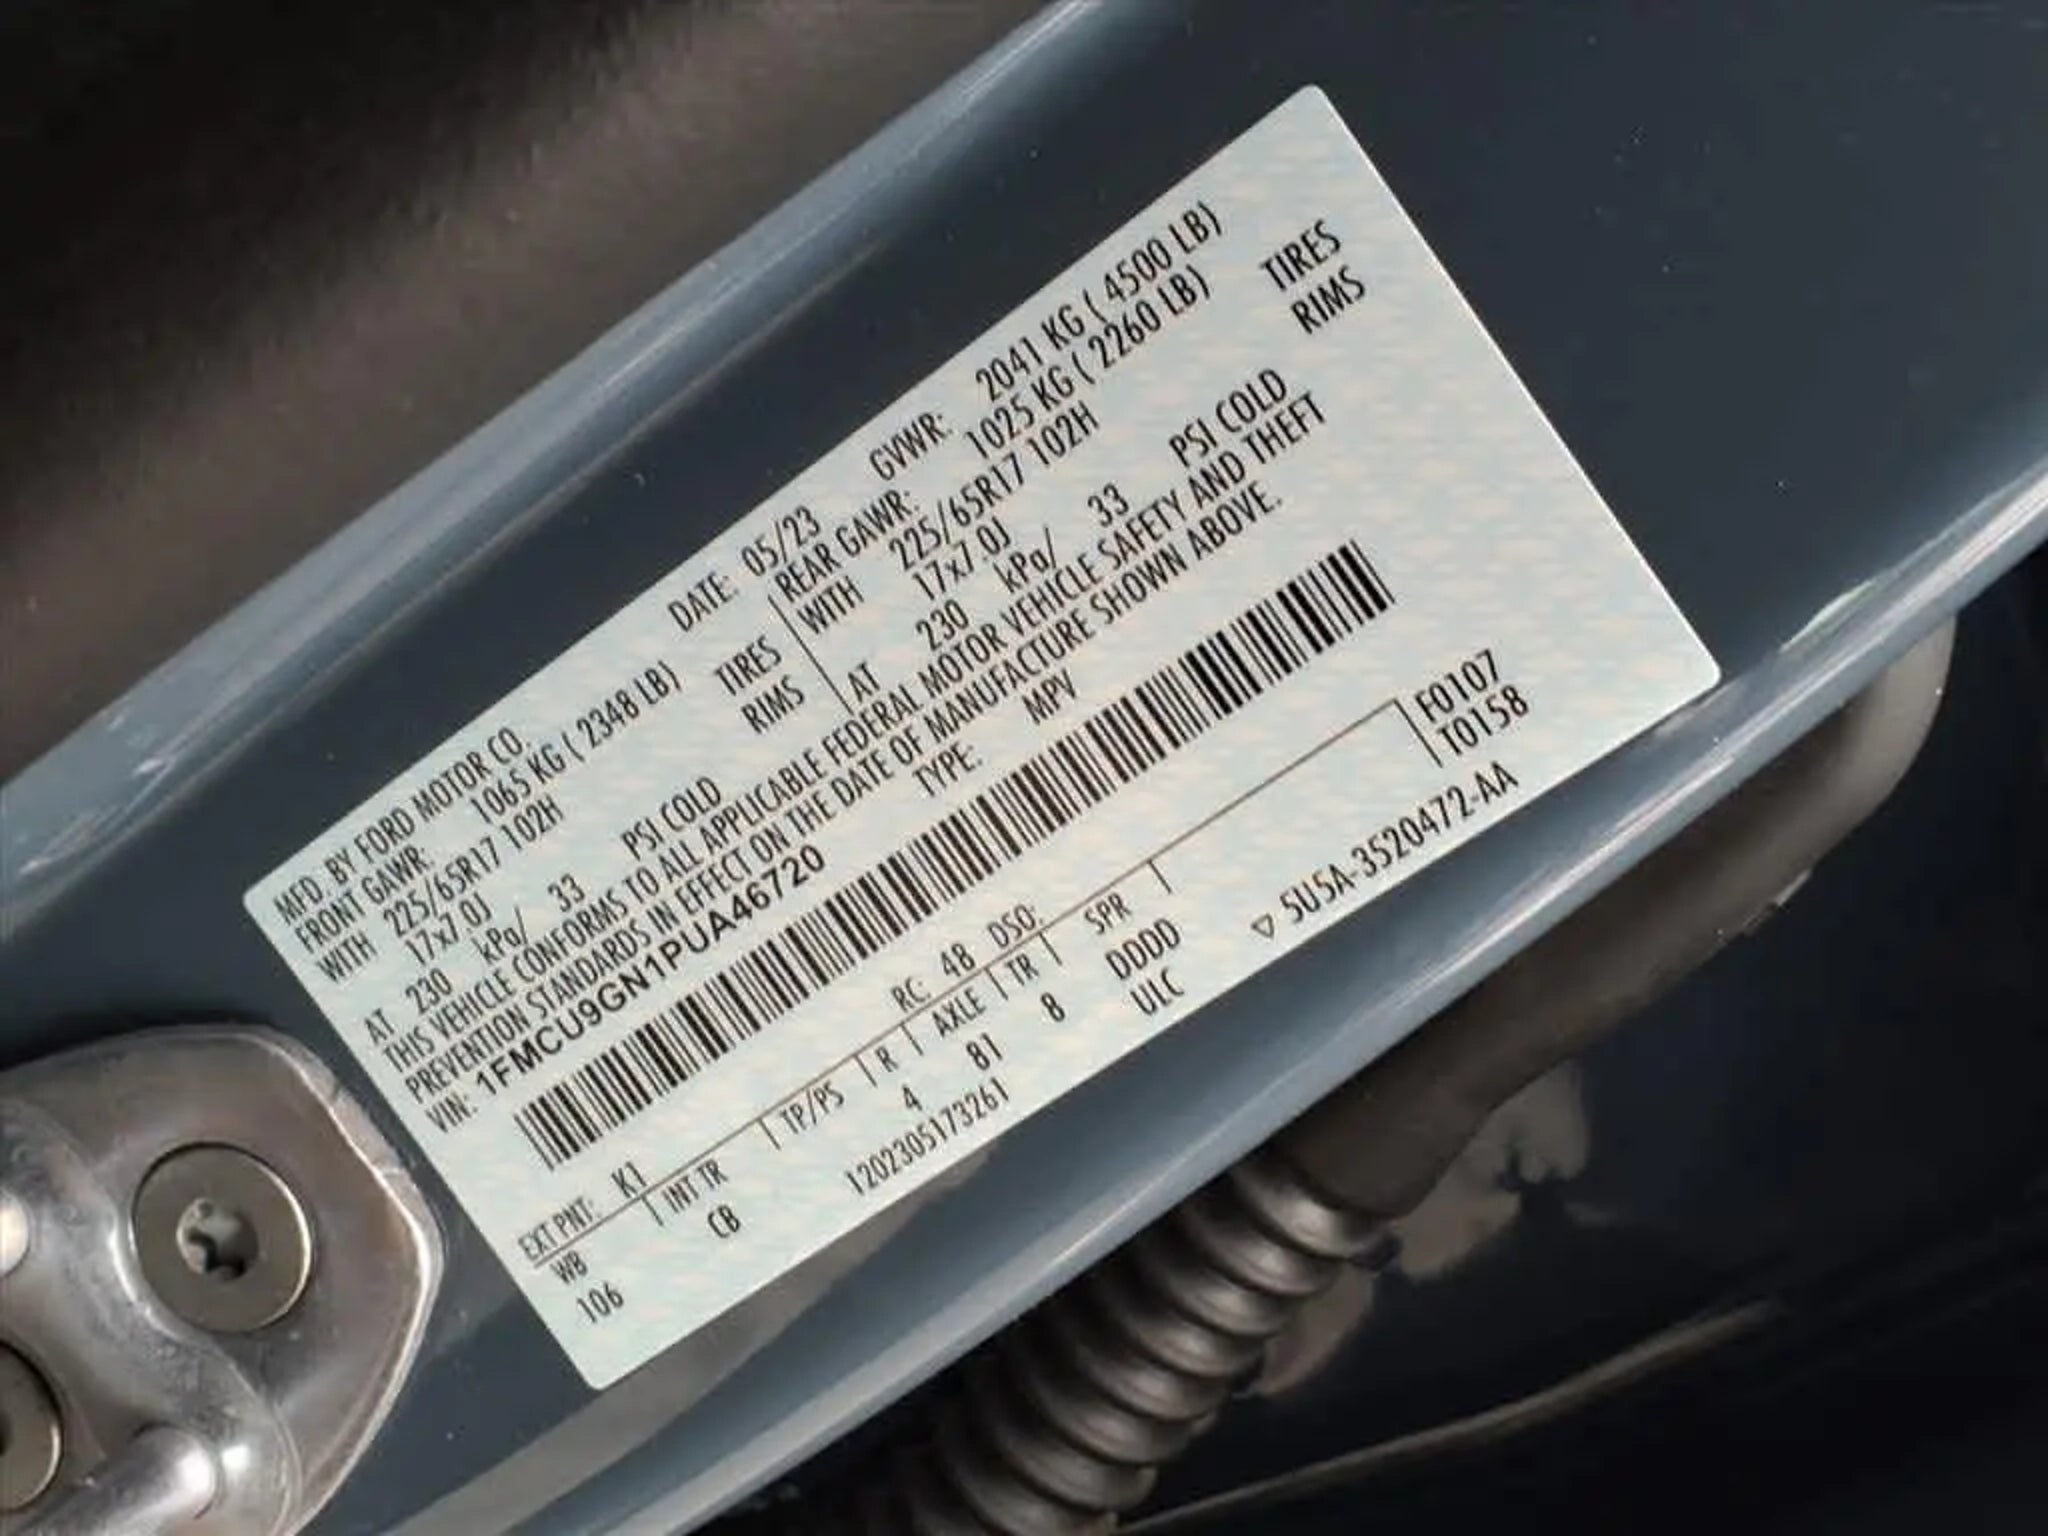 MFD. BY FORD MOTOR CO. DATE: 05/23 GVWR: 2041 KG ( 4500 LB)
FRONT GAWR: 1065 KG ( 2348 LB) REAR GAWR: 1025 KG ( 2260 LB)
WITH 225/65R17 102H TIRES WITH 225/65R17 102H TIRES
17x7.0J RIMS 17x7.0J RIMS
AT 230 kPa/ 33 PSI COLD AT 230 kPa/ 33 PSI COLD
THIS VEHICLE CONFORMS TO ALL APPLICABLE FEDERAL MOTOR VEHICLE SAFETY AND THEFT
PREVENTION STANDARDS IN EFFECT ON THE DATE OF MANUFACTURE SHOWN ABOVE.
VIN: 1FMCU9GN1PUA46720 TYPE: MPV
EXT PNT: K1 RC: 48 DSO: F0107
WB INT TR TP/PS R AXLE TR SPR T0158
106 CB 4 8I 8 DDDD
ULC
12023051732​61 ▽ 5U5A-3520472-AA